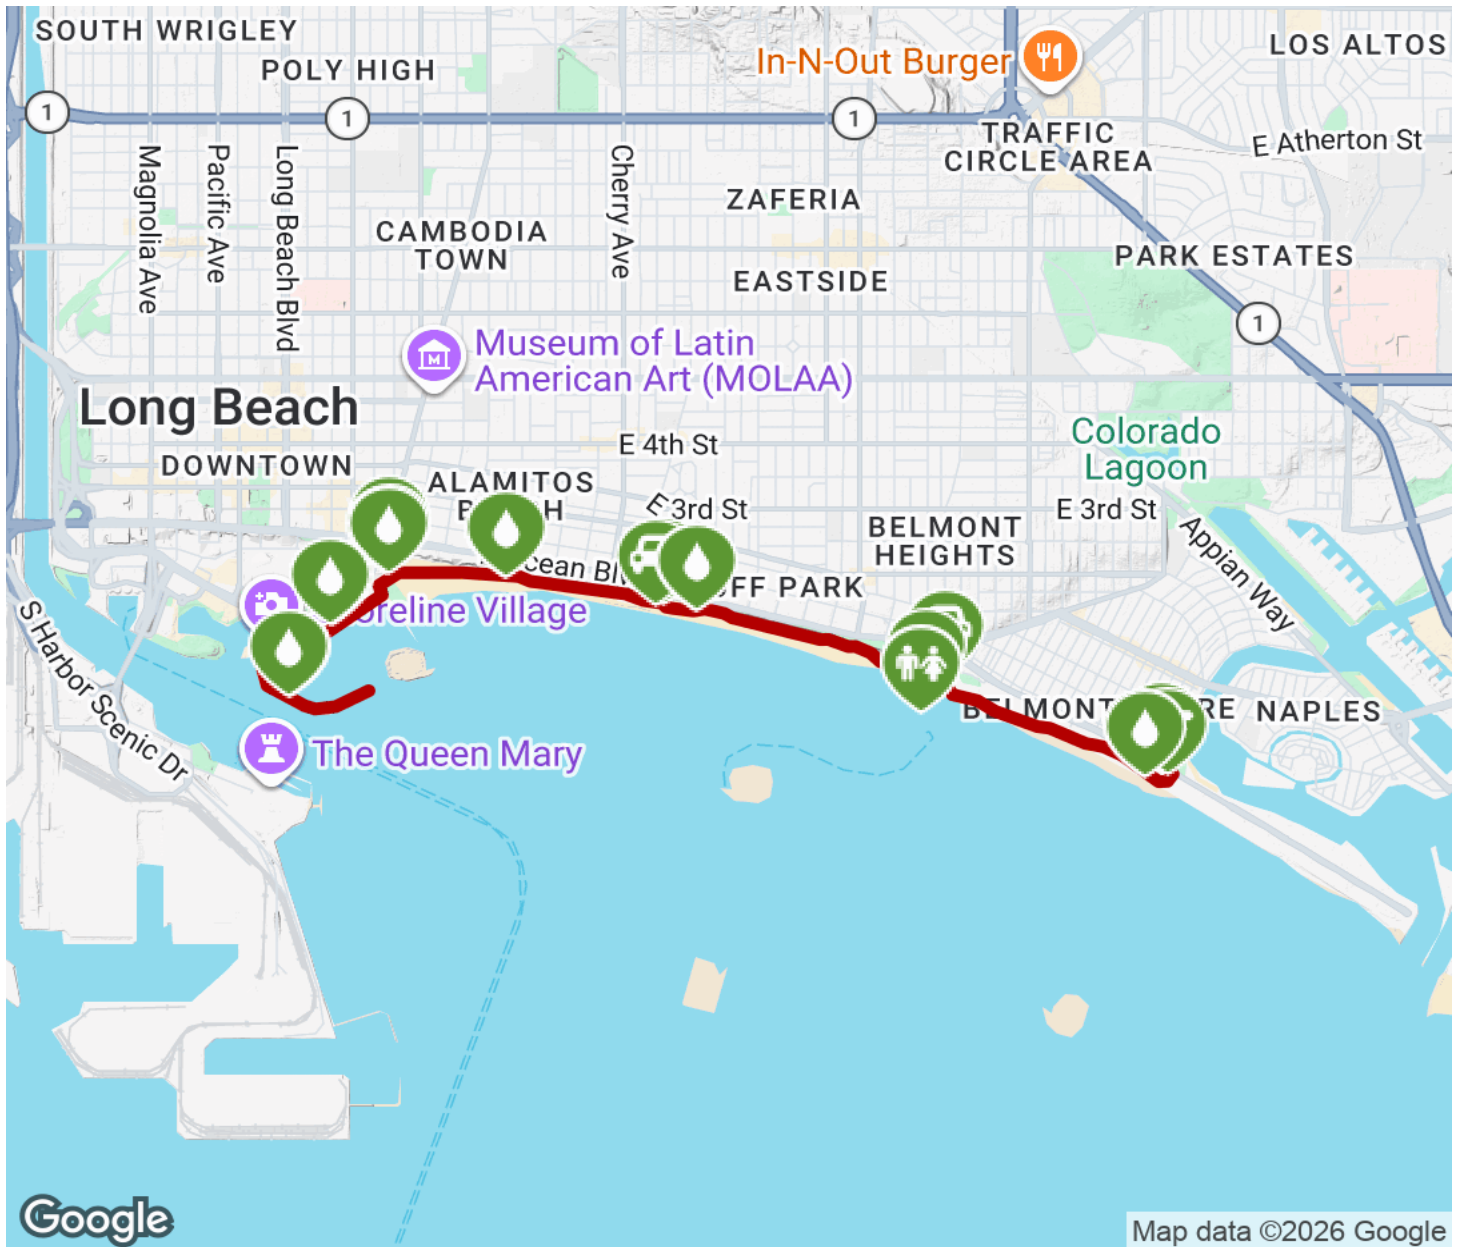 SOUTH WRIGLEY
POLY HIGH
In-N-Out Burger
LOS ALTOS
1
1
1
TRAFFIC
CIRCLE AREA
E Atherton St
Magnolia Ave
Pacific Ave
Long Beach Blvd
Cherry Ave
ZAFERIA
CAMBODIA
TOWN
PARK ESTATES
EASTSIDE
1
Museum of Latin
American Art (MOLAA)
Long Beach
E 4th St
Colorado
Lagoon
DOWNTOWN
ALAMITOS
E 3rd St
E 3rd St
BELMONT
HEIGHTS
Appian Way
PARK
Village
S Harbor Scenic Dr
BELMONT
NAPLES
The Queen Mary
Google
Map data ©2026 Google